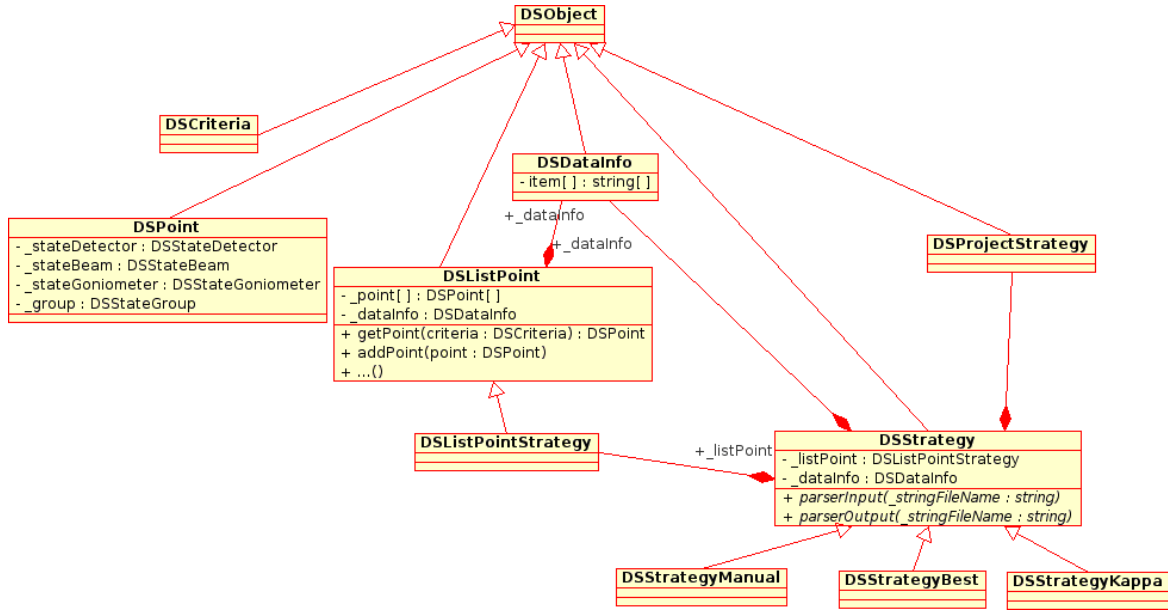 DSObject
DSCriteria
DSDataInfo
- item[ ] : string[ ]
+_dataInfo
DSPoint
- _stateDetector : DSStateDetector
- _stateBeam : DSStateBeam
- _stateGoniometer : DSStateGoniometer
- _group : DSStateGroup
+_dataInfo
DSProjectStrategy
DSListPoint
- _point[ ] : DSPoint[ ]
- _dataInfo : DSDataInfo
+ getPoint(criteria : DSCriteria) : DSPoint
+ addPoint(point : DSPoint)
+ ...()
DSListPointStrategy
+_listPoint
DSStrategy
- _listPoint : DSListPointStrategy
- _dataInfo : DSDataInfo
+ parserInput(_stringFileName : string)
+ parserOutput(_stringFileName : string)
DSStrategyManual
DSStrategyBest
DSStrategyKappa